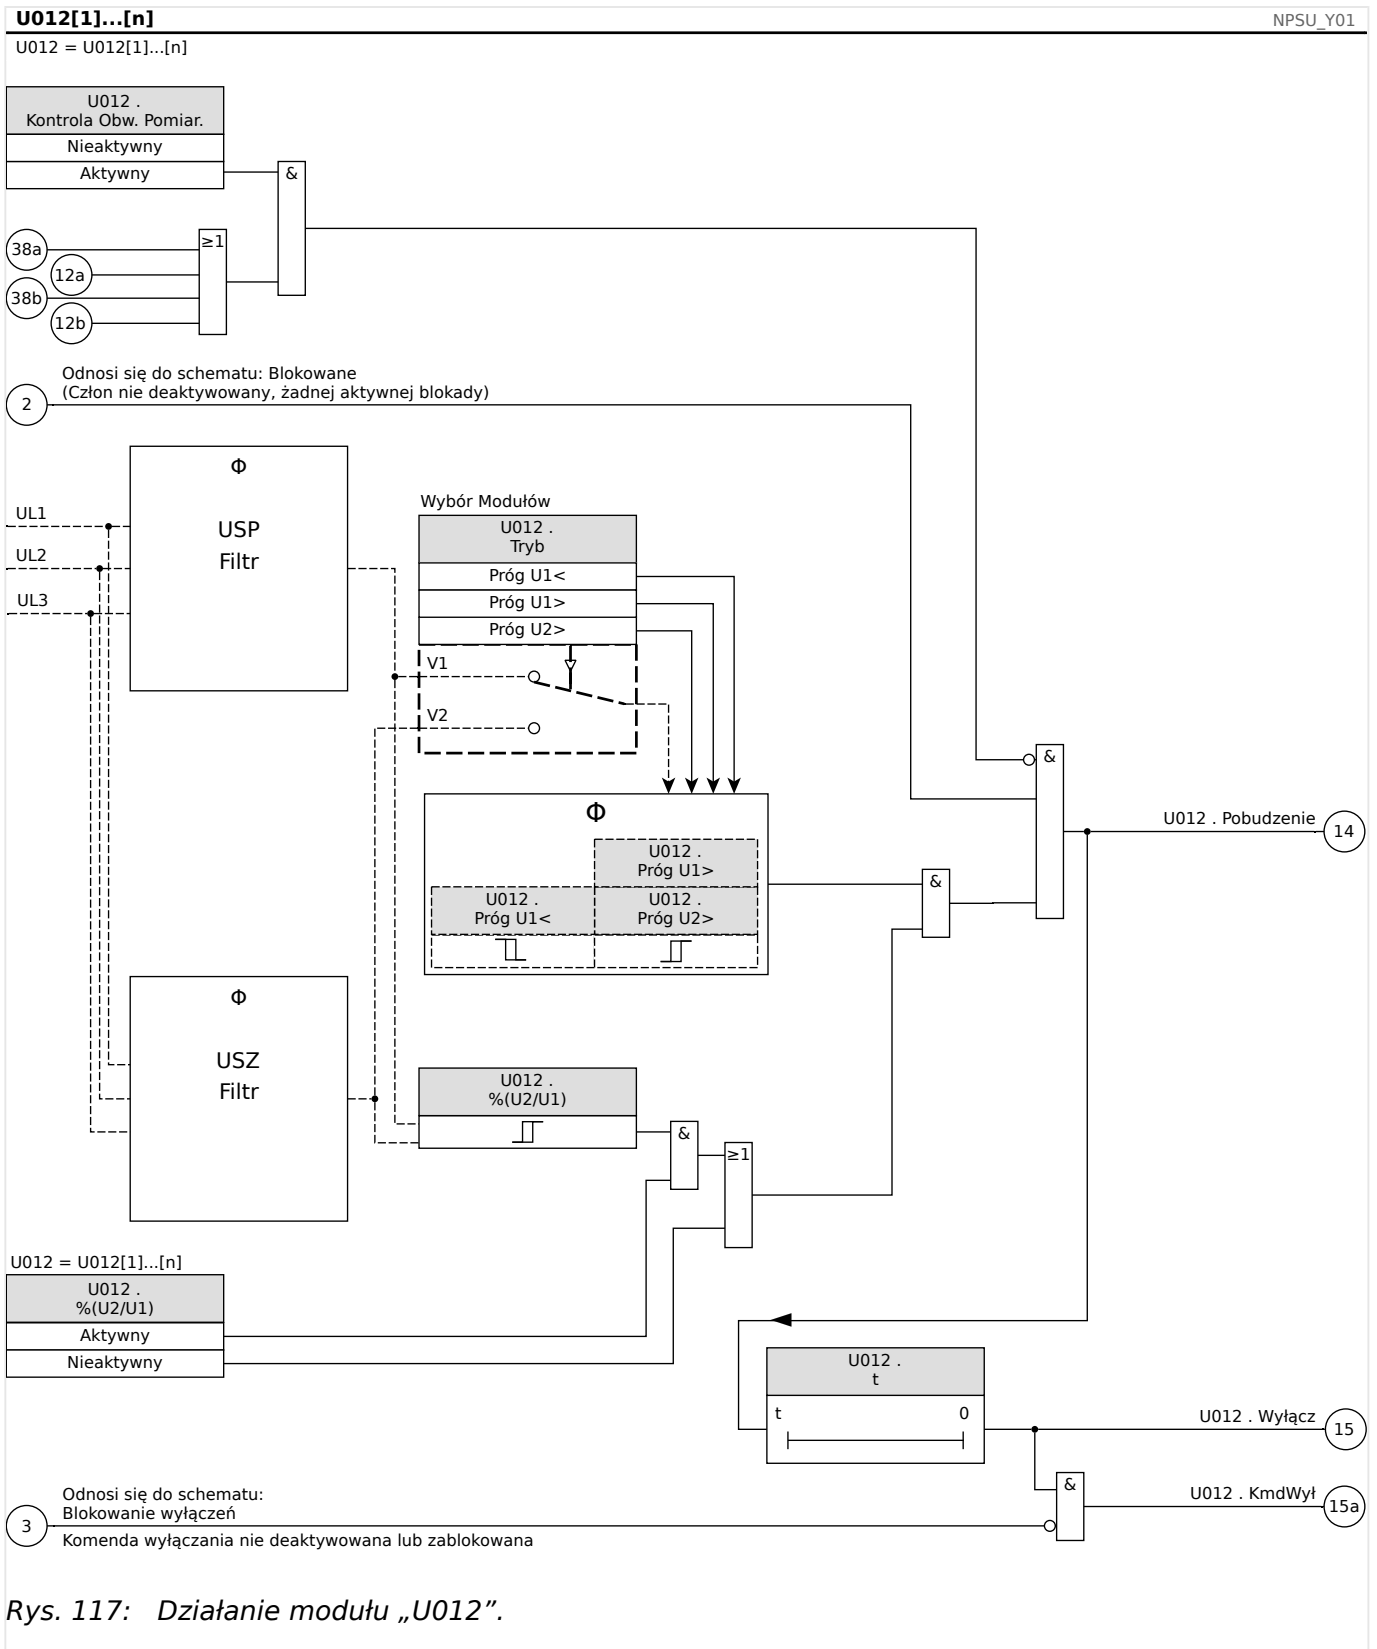 U012[1]...[n]
NPSU_Y01
U012 = U012[1]...[n]
U012 .
Kontrola Obw. Pomiar.
Nieaktywny
Aktywny
&
≥1
38a
12a
38b
12b
Odnosi się do schematu: Blokowane
(Człon nie deaktywowany, żadnej aktywnej blokady)
2
Φ
USP
Filtr
UL1
UL2
UL3
Wybór Modułów
U012 .
Tryb
Próg U1<
Próg U1>
Próg U2>
V1
V2
Φ
U012 .
Próg U1>
U012 .
Próg U1<
U012 .
Próg U2>
&
&
U012 . Pobudzenie
14
Φ
USZ
Filtr
U012 .
%(U2/U1)
&
≥1
U012 = U012[1]...[n]
U012 .
%(U2/U1)
Aktywny
Nieaktywny
U012 .
t
t
0
U012 . Wyłącz
15
&
U012 . KmdWył
15a
Odnosi się do schematu:
Blokowanie wyłączeń
3
Komenda wyłączania nie deaktywowana lub zablokowana
Rys. 117: Działanie modułu „U012”.